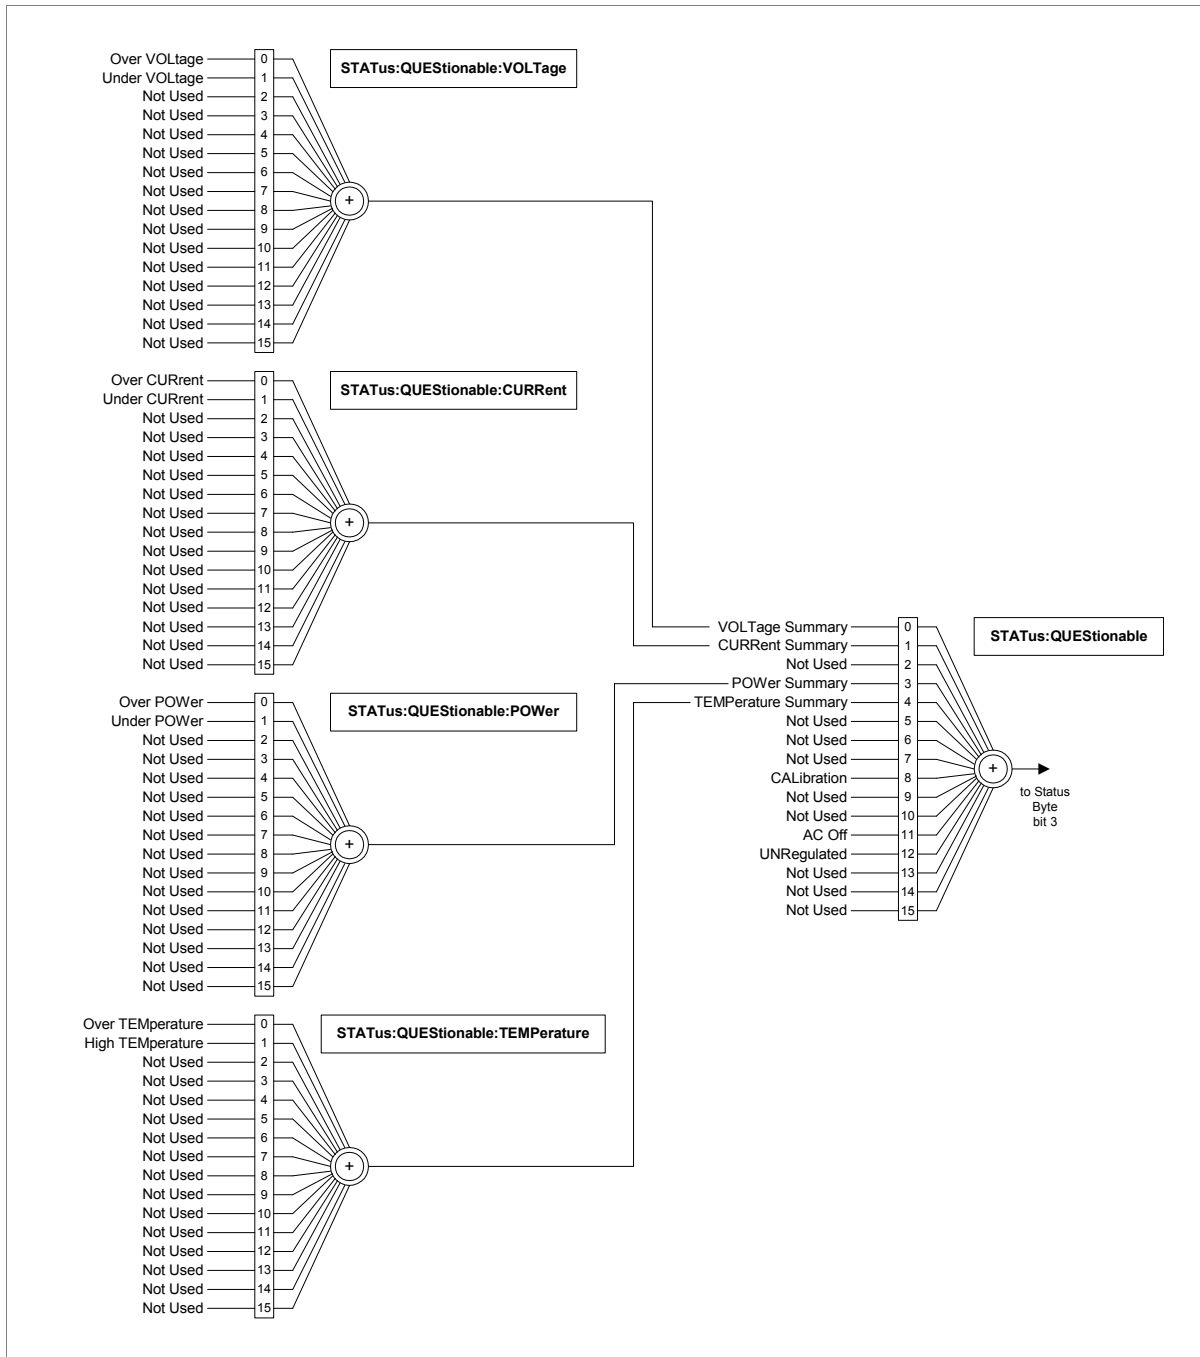 Over VOLtage 0
STATus:QUEStionable:VOLTage
Under VOLtage 1
Not Used 2
Not Used 3
Not Used 4
Not Used 5
Not Used 6
Not Used 7
Not Used 8
+
Not Used 9
Not Used 10
Not Used 11
Not Used 12
Not Used 13
Not Used 14
Not Used 15
Over CURrent 0
STATus:QUEStionable:CURRent
Under CURrent 1
Not Used 2
Not Used 3
Not Used 4
Not Used 5
Not Used 6
Not Used 7
Not Used 8
+
Not Used 9
Not Used 10
Not Used 11
Not Used 12
Not Used 13
Not Used 14
Not Used 15
Over POWer 0
STATus:QUEStionable:POWer
Under POWer 1
Not Used 2
Not Used 3
Not Used 4
Not Used 5
Not Used 6
Not Used 7
Not Used 8
+
Not Used 9
Not Used 10
Not Used 11
Not Used 12
Not Used 13
Not Used 14
Not Used 15
Over TEMperature 0
STATus:QUEStionable:TEMPerature
High TEMperature 1
Not Used 2
Not Used 3
Not Used 4
Not Used 5
Not Used 6
Not Used 7
Not Used 8
+
Not Used 9
Not Used 10
Not Used 11
Not Used 12
Not Used 13
Not Used 14
Not Used 15
VOLTage Summary 0
STATus:QUEStionable
CURRent Summary 1
Not Used 2
POWer Summary 3
TEMPerature Summary 4
Not Used 5
Not Used 6
Not Used 7
+
CALibration 8
Not Used 9
Not Used 10
AC Off 11
UNRegulated 12
Not Used 13
Not Used 14
Not Used 15
to Status
Byte
bit 3